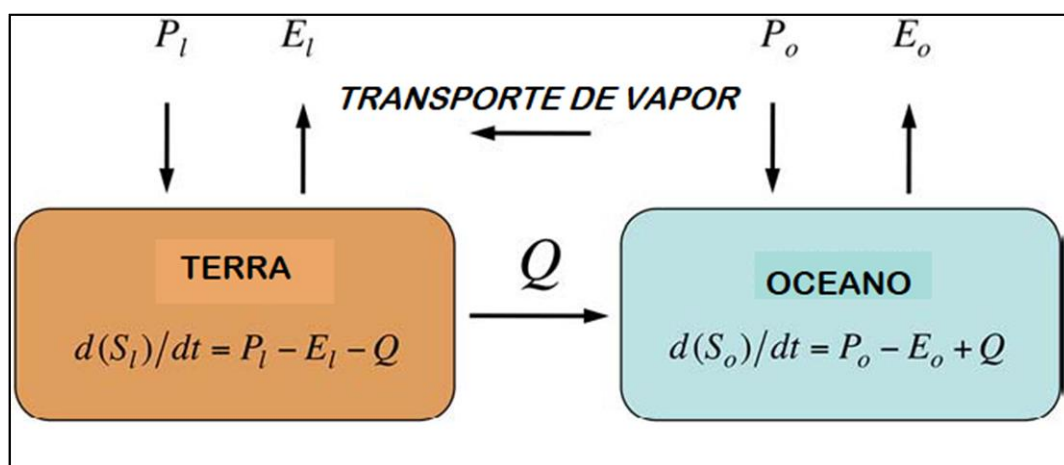 P_l E_l P_o E_o
TRANSPORTE DE VAPOR
TERRA
d(S_l)/dt = P_l – E_l – Q
Q
OCEANO
d(S_o)/dt = P_o – E_o + Q